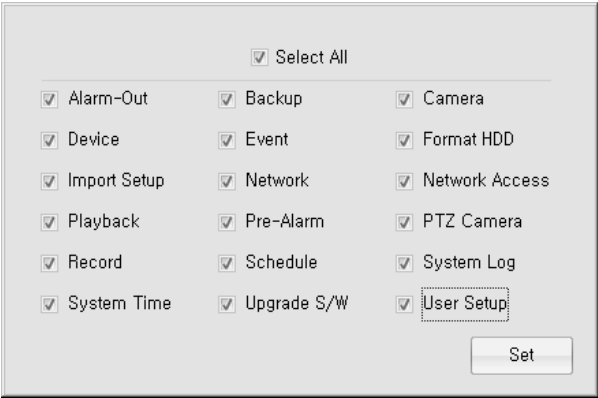 Select All
Alarm-Out Backup Camera
Device Event Format HDD
Import Setup Network Network Access
Playback Pre-Alarm PTZ Camera
Record Schedule System Log
System Time Upgrade S/W User Setup
Set